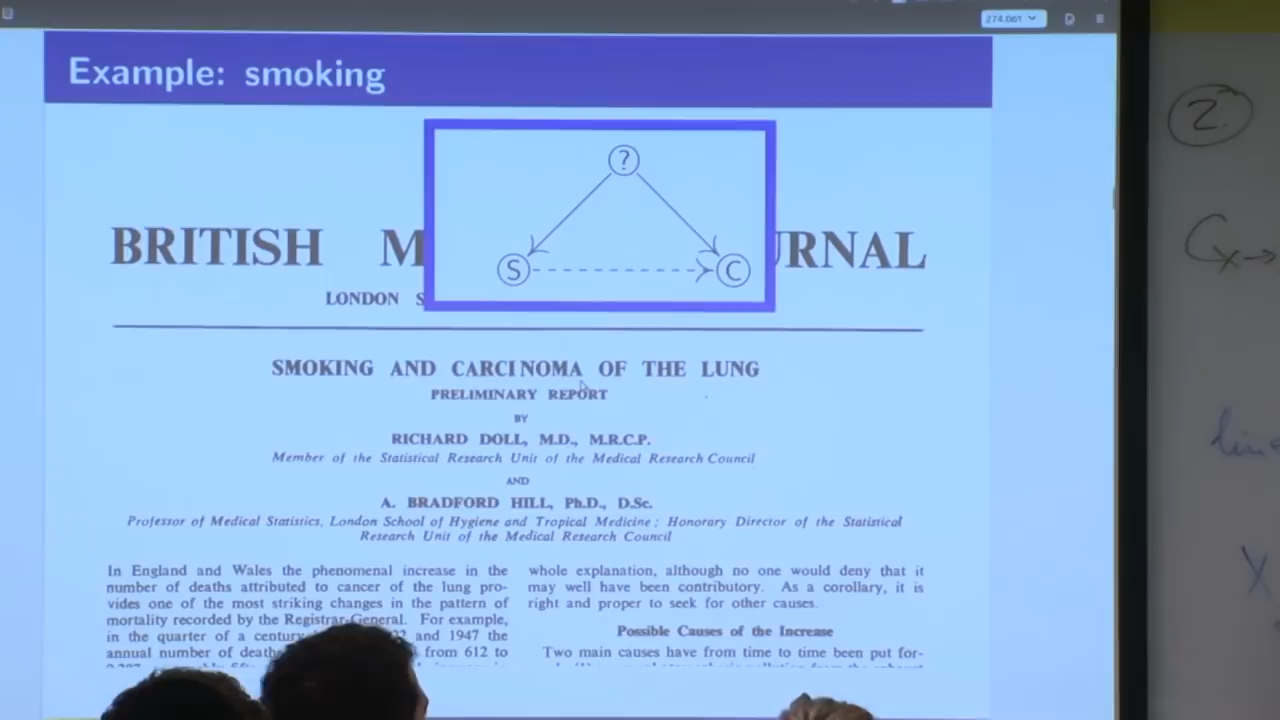 274.061
Example: smoking
?
S C
BRITISH M URNAL
LONDON S
SMOKING AND CARCINOMA OF THE LUNG
PRELIMINARY REPORT
BY
RICHARD DOLL, M.D., M.R.C.P.
Member of the Statistical Research Unit of the Medical Research Council
AND
A. BRADFORD HILL, Ph.D., D.Sc.
Professor of Medical Statistics, London School of Hygiene and Tropical Medicine; Honorary Director of the Statistical
Research Unit of the Medical Research Council
In England and Wales the phenomenal increase in the
number of deaths attributed to cancer of the lung pro-
vides one of the most striking changes in the pattern of
mortality recorded by the Registrar-General. For example,
in the quarter of a century and 1947 the
annual number of from 612 to
whole explanation, although no one would deny that it
may well have been contributory. As a corollary, it is
right and proper to seek for other causes.
Possible Causes of the Increase
Two main causes have from time to time been put for-
2.
C x→
X